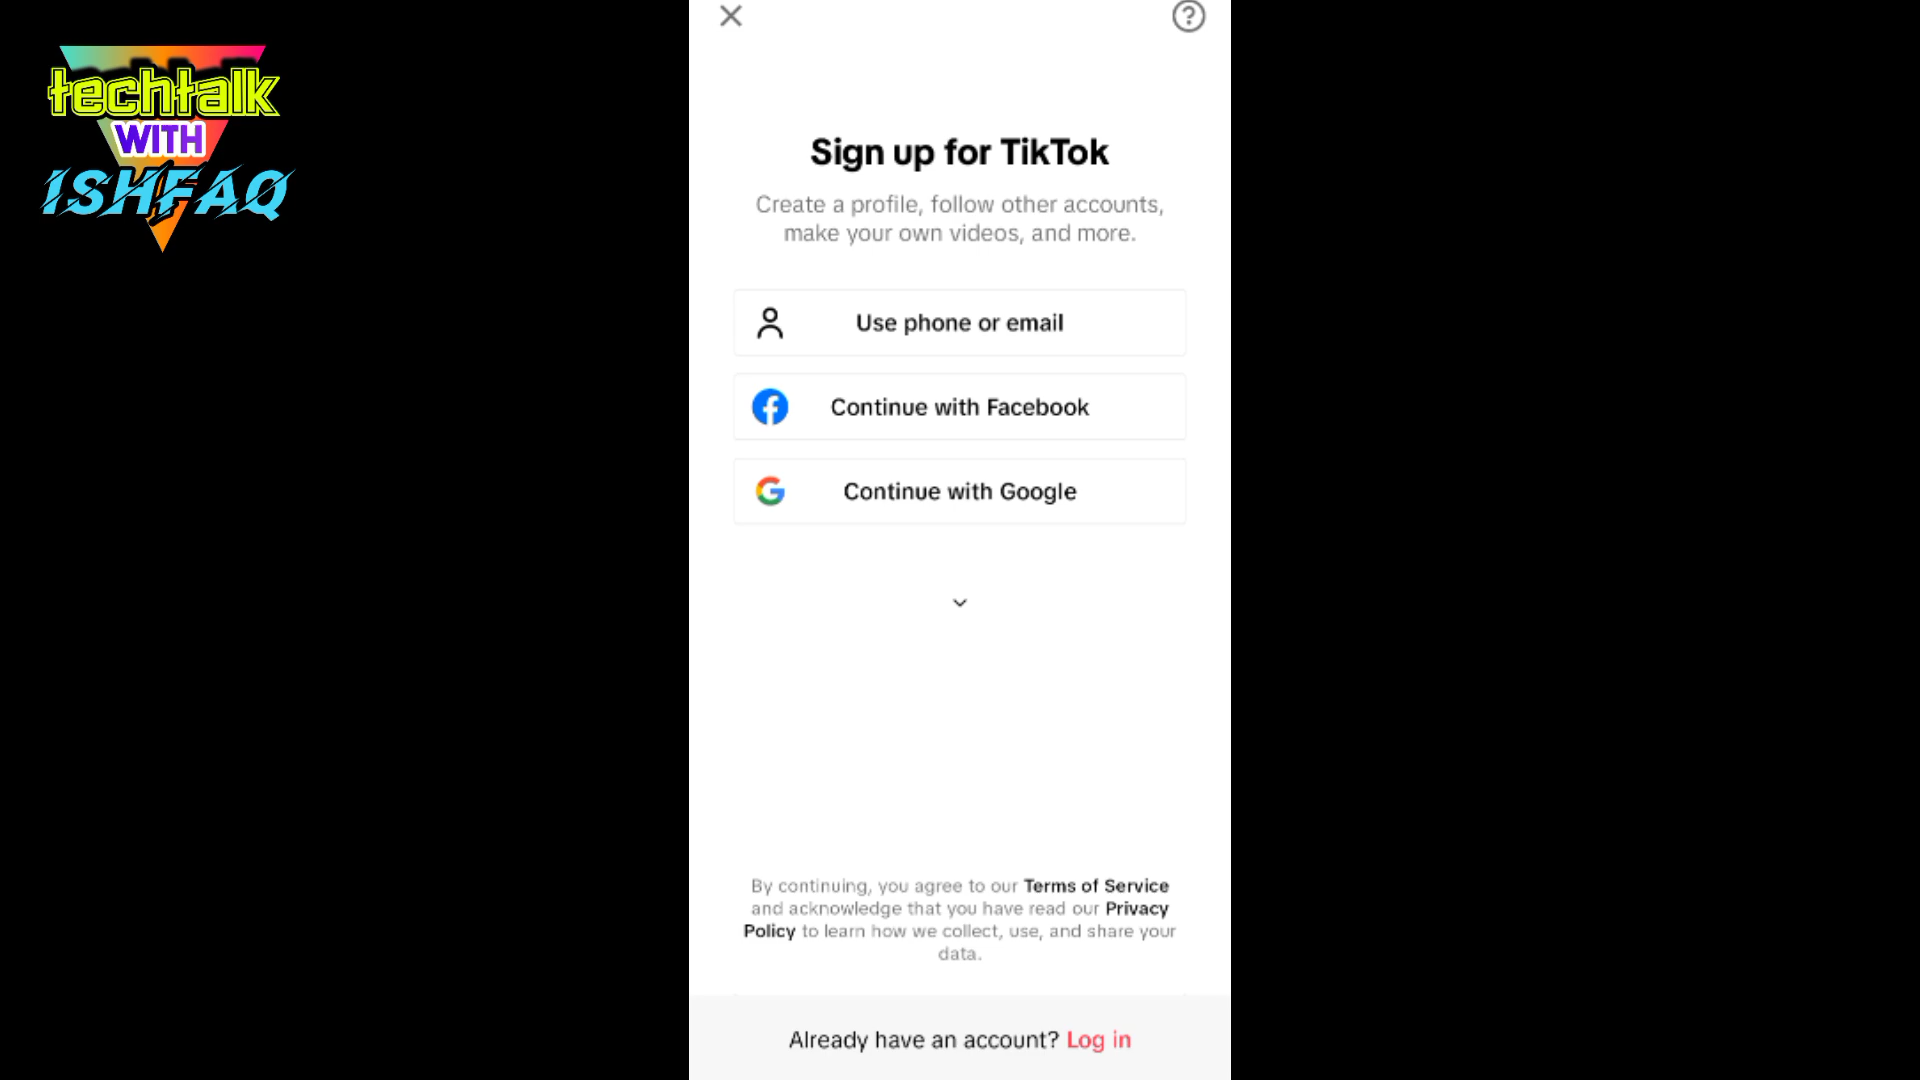 techtalk
WITH
ISHFAQ
Sign up for TikTok
Create a profile, follow other accounts,
make your own videos, and more.
Use phone or email
Continue with Facebook
Continue with Google
By continuing, you agree to our Terms of Service
and acknowledge that you have read our Privacy
Policy to learn how we collect, use, and share your
data.
Already have an account? Log in